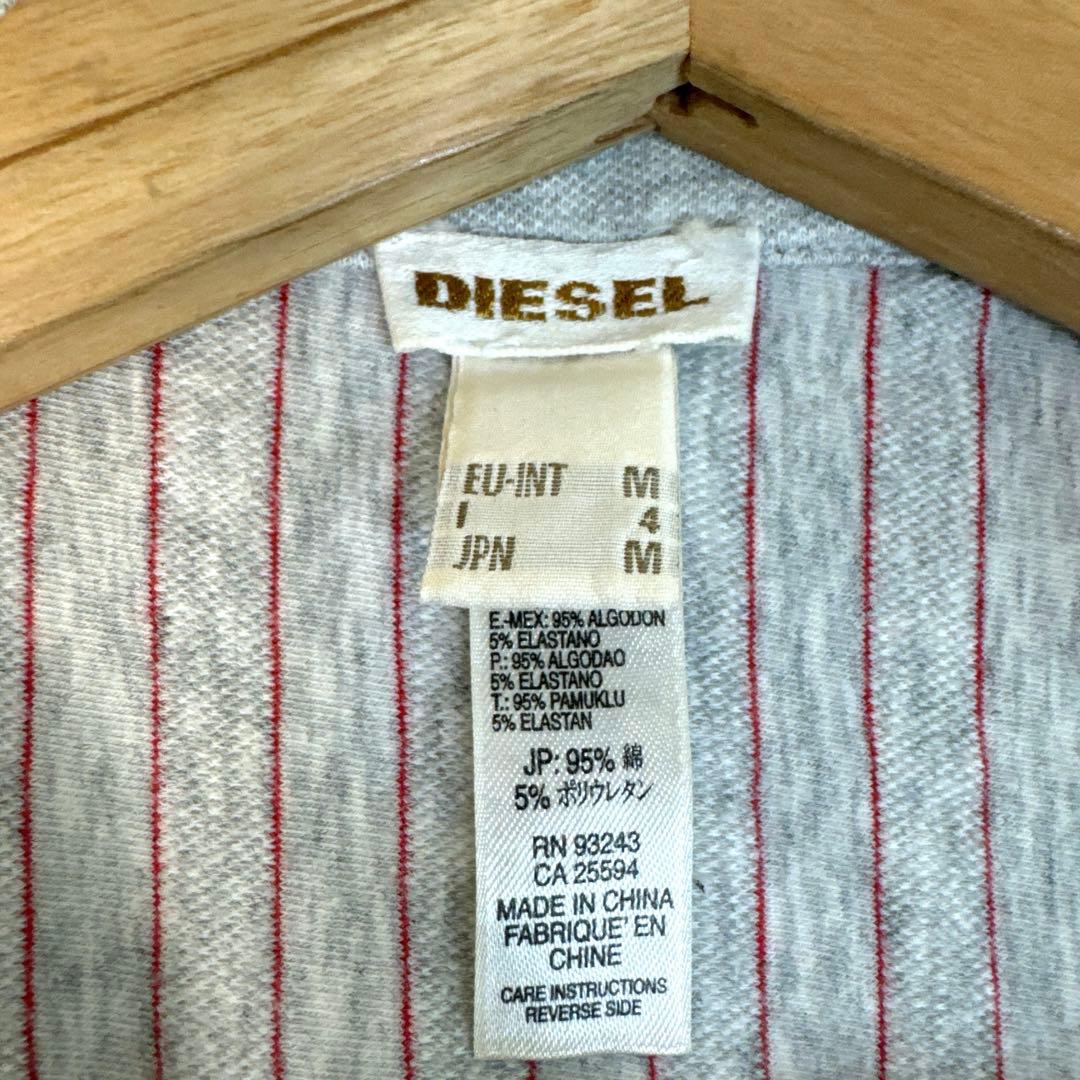 DIESEL
EU-INT M
I 4
JPN M
E.-MEX: 95% ALGODON
5% ELASTANO
P.: 95% ALGODAO
5% ELASTANO
T.: 95% PAMUKLU
5% ELASTAN
JP: 95% 綿
5% ポリウレタン
RN 93243
CA 25594
MADE IN CHINA
FABRIQUE' EN
CHINE
CARE INSTRUCTIONS
REVERSE SIDE